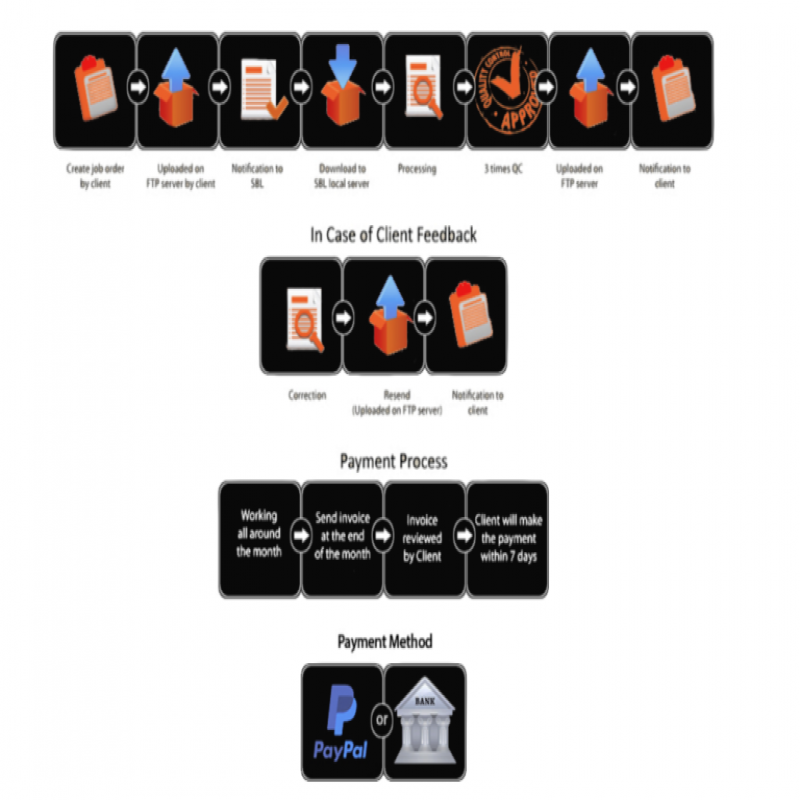 QUALITY CONTROL
APPRO
Create job order
by client
Uploaded on
FTP server by client
Notification to
SBL
Download to
SBL local server
Processing
3 times QC
Uploaded on
FTP server
Notification to
client
In Case of Client Feedback
Correction
Resend
(Uploaded on FTP server)
Notification to
client
Payment Process
Working
all around
the month
Send invoice
at the end
of the month
Invoice
reviewed
by Client
Client will make
the payment
within 7 days
Payment Method
PayPal
or
BANK